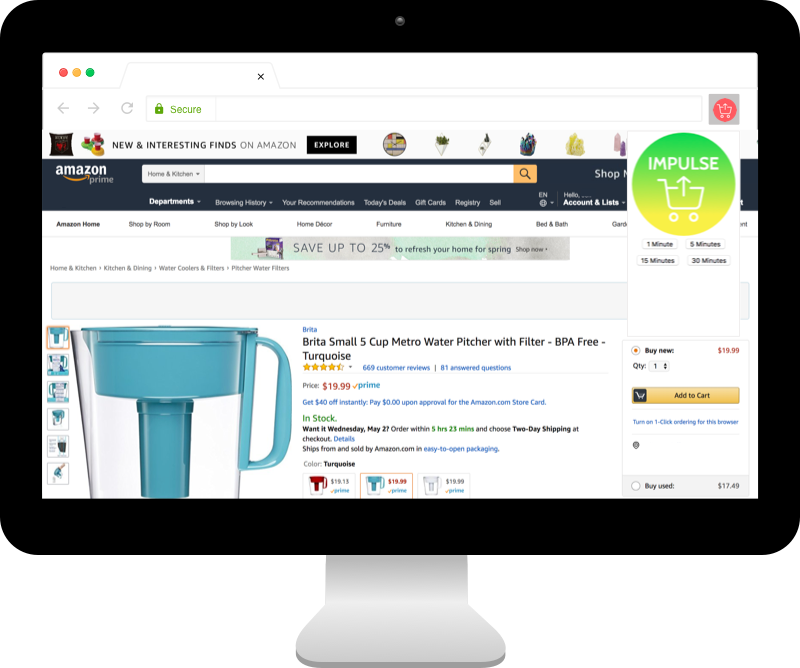 Secure
NEW & INTERESTING FINDS ON AMAZON EXPLORE
amazon
prime
Home & Kitchen
Shop
IMPULSE
Departments Browsing History Your Recommendations Today's Deals Gift Cards Registry Sell
EN Hello,
Account & Lists
Amazon Home Shop by Room Shop by Look Home Décor Furniture Kitchen & Dining Bed & Bath
1 Minute 5 Minutes
15 Minutes 30 Minutes
SAVE UP TO 25% to refresh your home for spring Shop now ›
Home & Kitchen › Kitchen & Dining › Water Coolers & Filters › Pitcher Water Filters
Brita
Brita Small 5 Cup Metro Water Pitcher with Filter - BPA Free -
Turquoise
669 customer reviews | 81 answered questions
Price: $19.99 prime
Get $40 off instantly: Pay $0.00 upon approval for the Amazon.com Store Card.
In Stock.
Want it Wednesday, May 2? Order within 5 hrs 23 mins and choose Two-Day Shipping at
checkout. Details
Ships from and sold by Amazon.com in easy-to-open packaging.
Color: Turquoise
$19.13 $19.99 $19.99
prime prime prime
Buy new: $19.99
Qty: 1
Add to Cart
Turn on 1-Click ordering for this browser
Buy used: $17.49